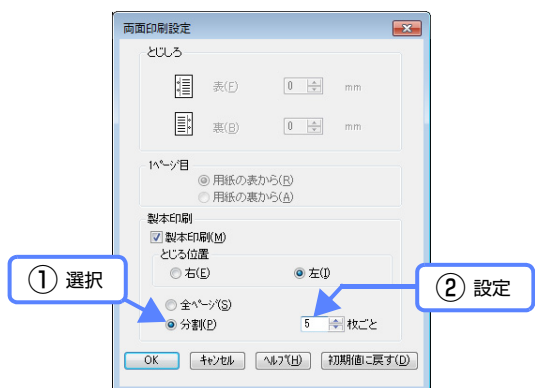 両面印刷設定
とじしろ
表(F) 0 mm
裏(B) 0 mm
1ページ目
用紙の表から(R)
用紙の裏から(A)
製本印刷
製本印刷(M)
とじる位置
右(E) 左(I)
① 選択
② 設定
全ページ(S)
分割(P) 5 枚ごと
OK キャンセル ヘルプ(H) 初期値に戻す(D)